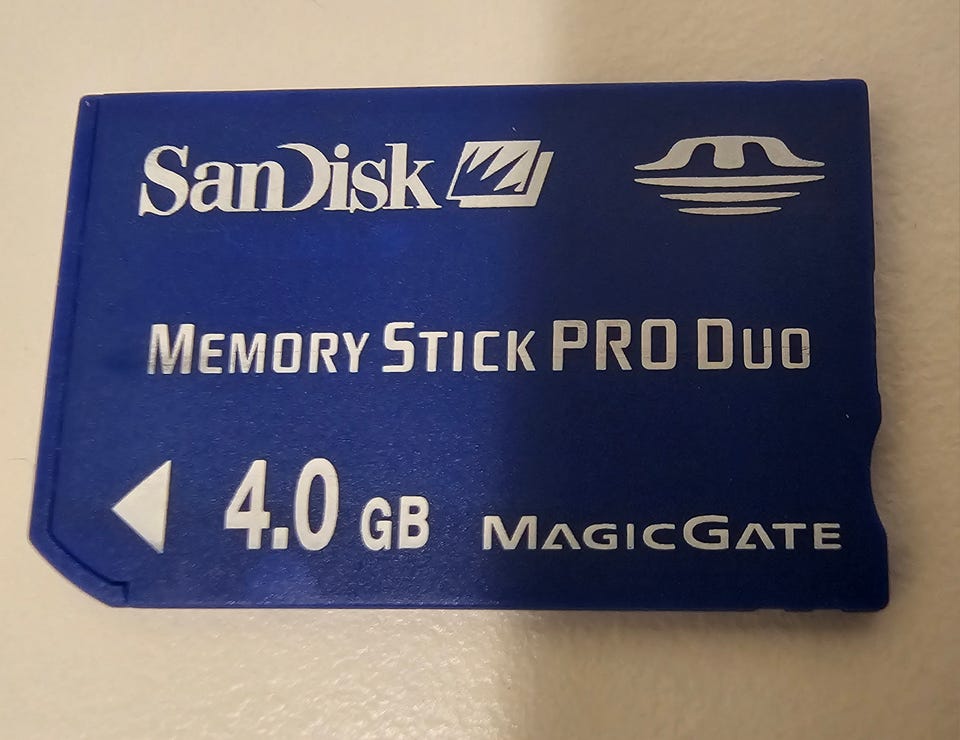 SanDisk
MEMORY STICK PRO DUO
4.0 GB MAGICGATE